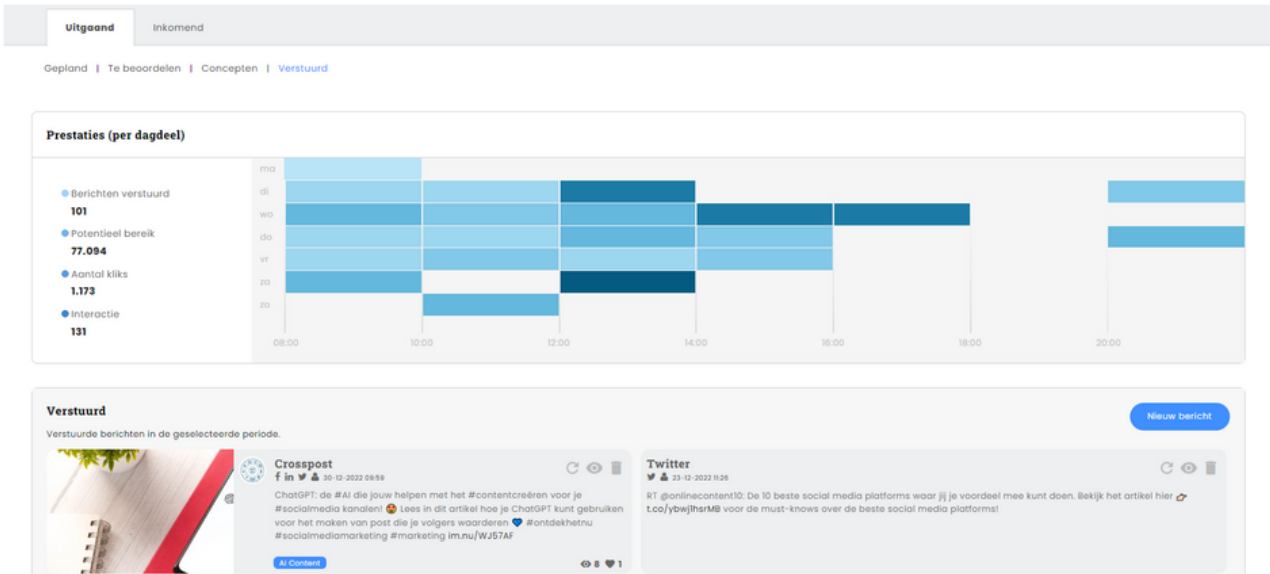 Uitgaand Inkomend
Gepland | Te beoordelen | Concepten | Verstuurd
Prestaties (per dagdeel)
Berichten verstuurd
101
Potentieel bereik
77.094
Aantal kliks
1.173
Interactie
131
ma
di
wo
do
vr
za
zo
08:00 10:00 12:00 14:00 16:00 18:00 20:00
Verstuurd
Nieuw bericht
Verstuurde berichten in de geselecteerde periode.
Crosspost
30-12-2022 09:59
ChatGPT: de #AI die jouw helpen met het #contentcreëren voor je
#socialmedia kanalen! 🤩 Lees in dit artikel hoe je ChatGPT kunt gebruiken
voor het maken van post die je volgers waarderen 💙 #ontdekhetnu
#socialmediamarketing #marketing im.nu/WJ57AF
AI Content
8 1
Twitter
23-12-2022 11:26
RT @onlinecontent10: De 10 beste social media platforms waar jij je voordeel mee kunt doen. Bekijk het artikel hier 👉
t.co/ybwj1hsrMB voor de must-knows over de beste social media platforms!